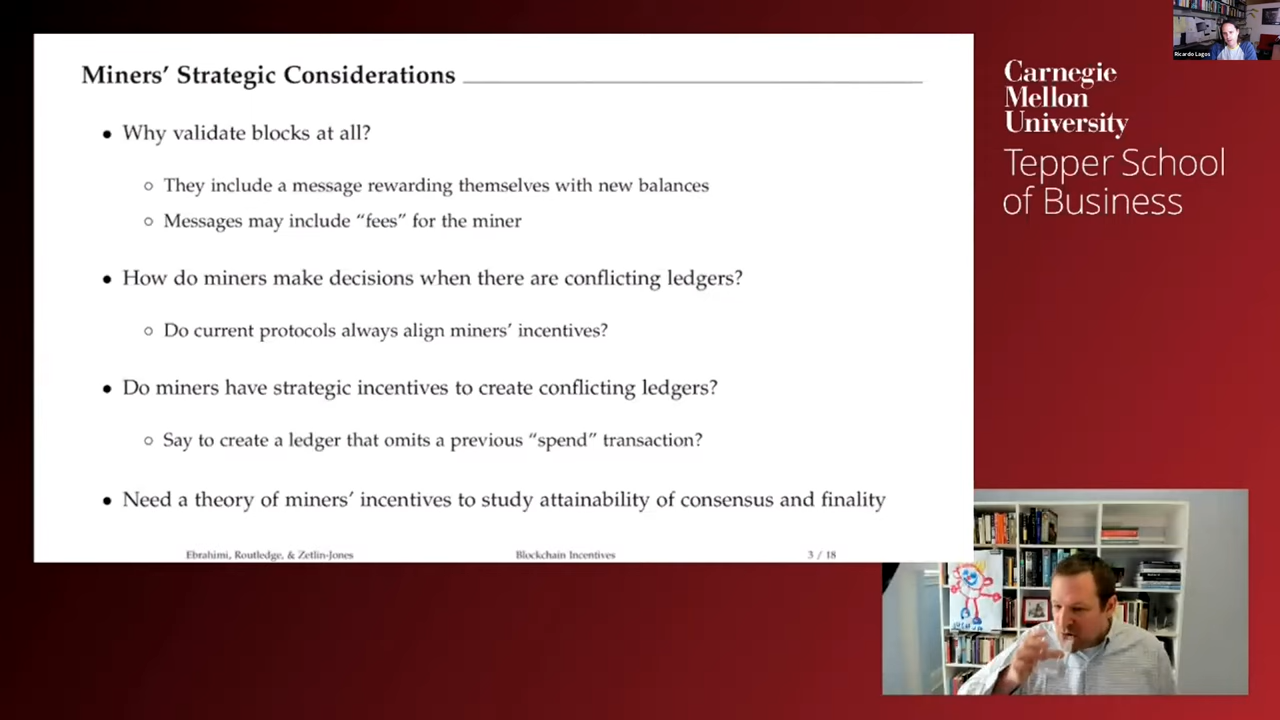 Miners' Strategic Considerations
• Why validate blocks at all?
◦ They include a message rewarding themselves with new balances
◦ Messages may include “fees” for the miner
• How do miners make decisions when there are conflicting ledgers?
◦ Do current protocols always align miners' incentives?
• Do miners have strategic incentives to create conflicting ledgers?
◦ Say to create a ledger that omits a previous “spend” transaction?
• Need a theory of miners' incentives to study attainability of consensus and finality
Ebrahimi, Routledge, & Zetlin-Jones
Blockchain Incentives
3 / 18
Ricardo Lagos
Carnegie
Mellon
University
Tepper School
of Business